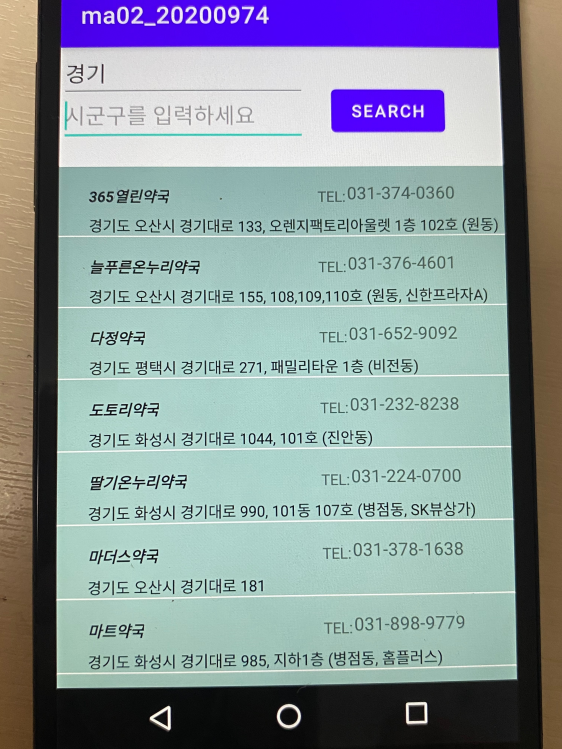 ma02_20200974
경기
시군구를 입력하세요
SEARCH
365열린약국 TEL:031-374-0360
경기도 오산시 경기대로 133, 오렌지팩토리아울렛 1층 102호 (원동)
늘푸른온누리약국 TEL:031-376-4601
경기도 오산시 경기대로 155, 108,109,110호 (원동, 신한프라자A)
다정약국 TEL:031-652-9092
경기도 평택시 경기대로 271, 패밀리타운 1층 (비전동)
도토리약국 TEL:031-232-8238
경기도 화성시 경기대로 1044, 101호 (진안동)
딸기온누리약국 TEL:031-224-0700
경기도 화성시 경기대로 990, 101동 107호 (병점동, SK뷰상가)
마더스약국 TEL:031-378-1638
경기도 오산시 경기대로 181
마트약국 TEL:031-898-9779
경기도 화성시 경기대로 985, 지하1층 (병점동, 홈플러스)